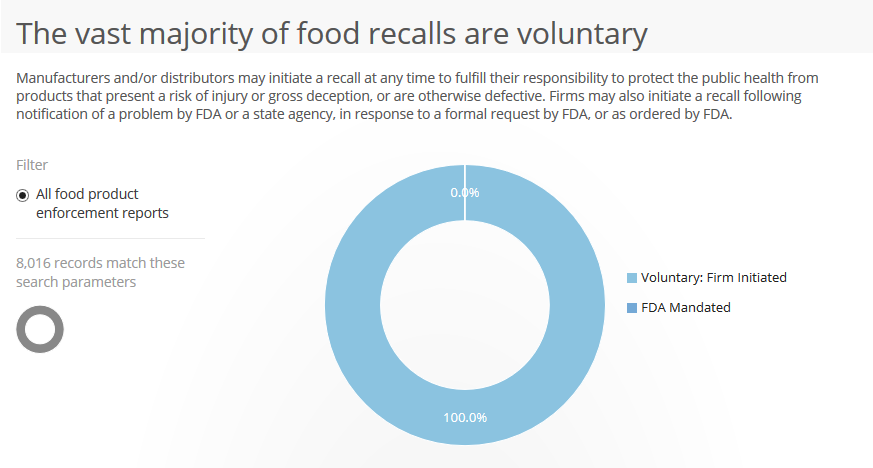 The vast majority of food recalls are voluntary
Manufacturers and/or distributors may initiate a recall at any time to fulfill their responsibility to protect the public health from
products that present a risk of injury or gross deception, or are otherwise defective. Firms may also initiate a recall following
notification of a problem by FDA or a state agency, in response to a formal request by FDA, or as ordered by FDA.
Filter
All food product
enforcement reports
8,016 records match these
search parameters
0.0%
100.0%
Voluntary: Firm Initiated
FDA Mandated